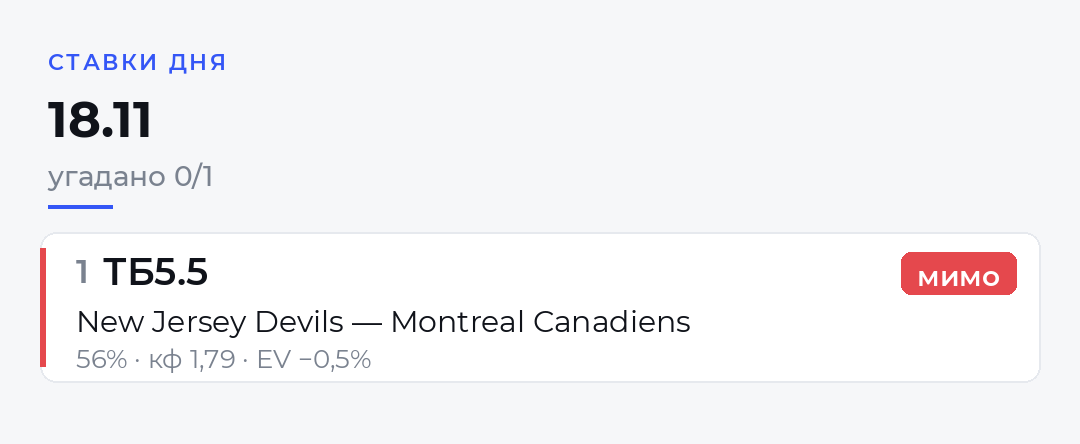 СТАВКИ ДНЯ
18.11
угадано 0/1
1 ТБ5.5
мимо
New Jersey Devils — Montreal Canadiens
56% · кф 1,79 · EV −0,5%